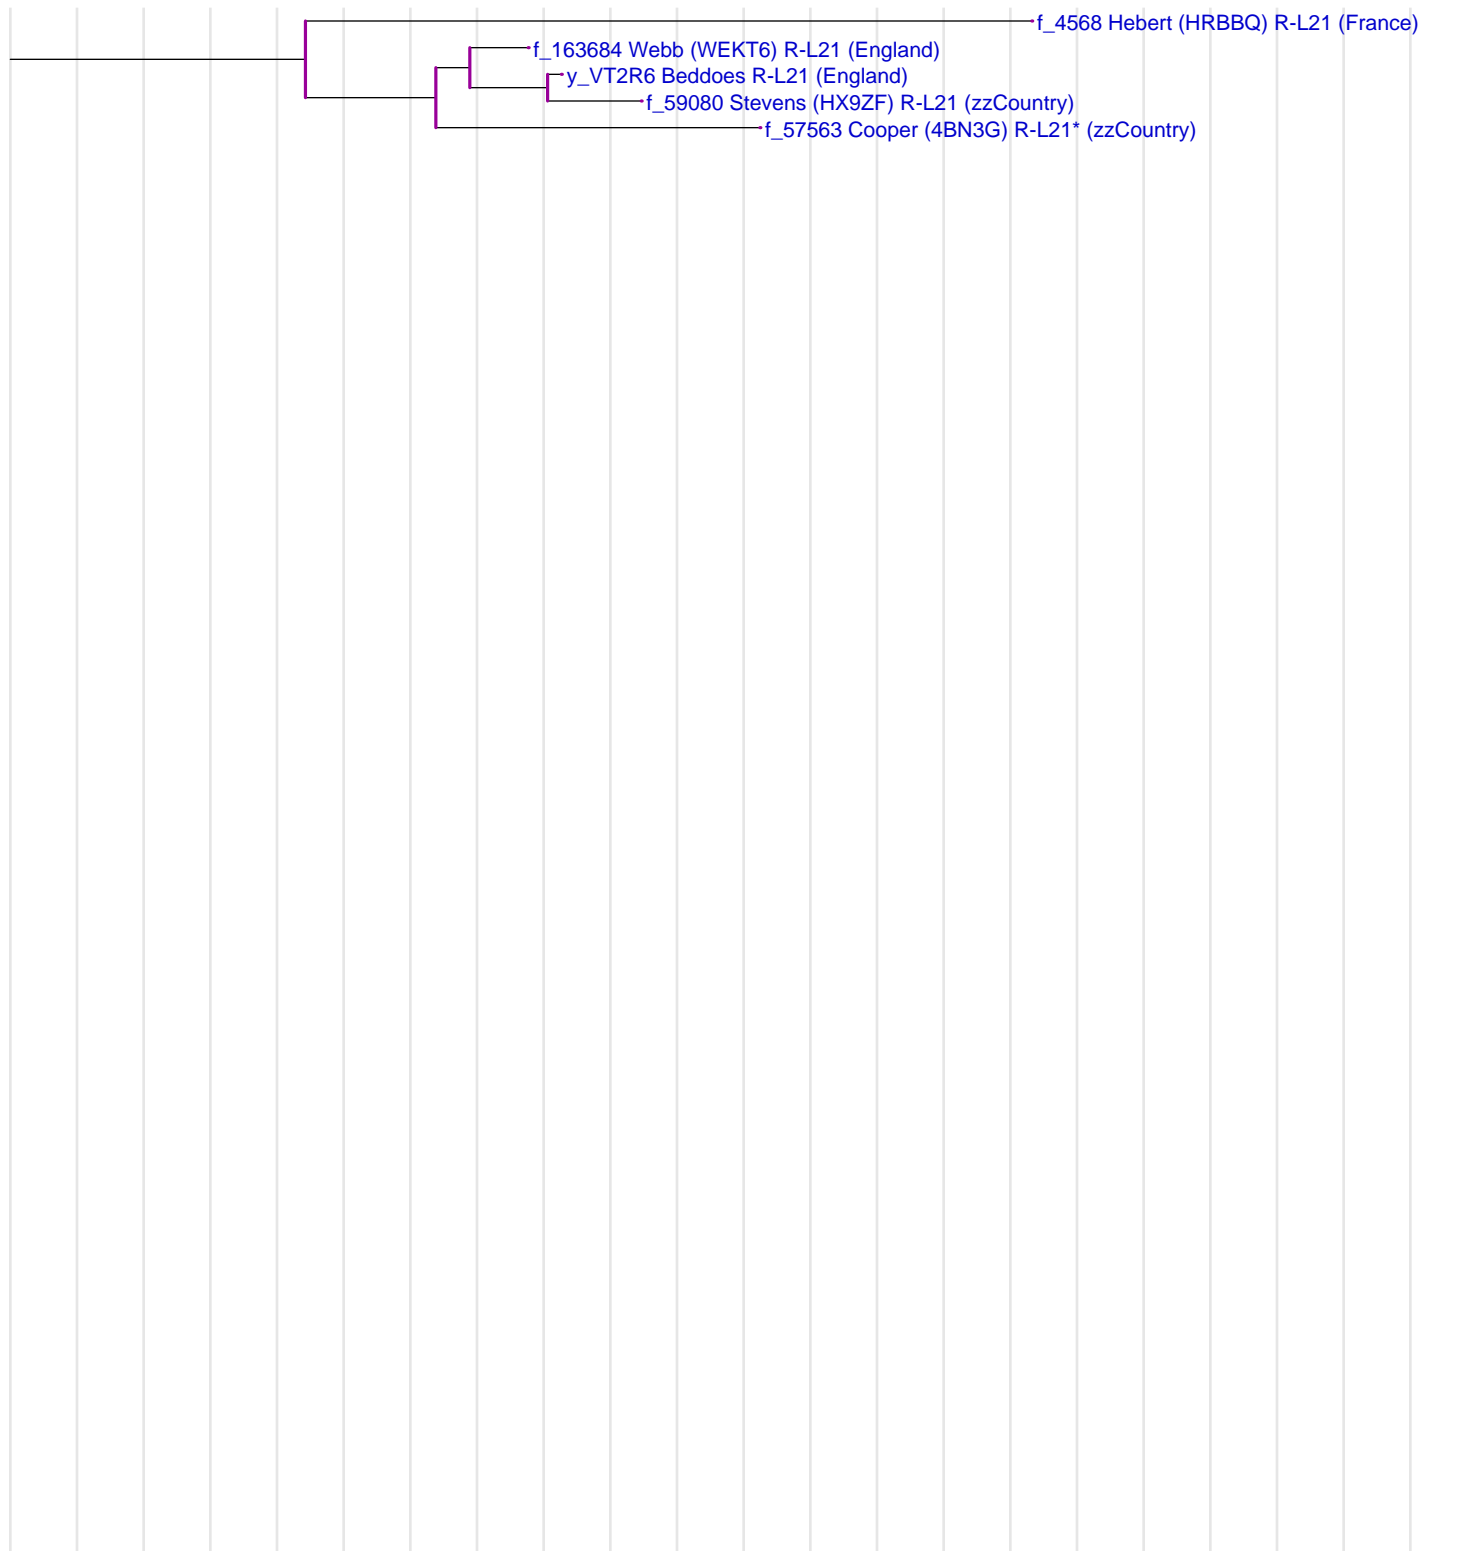 f_4568 Hebert (HRBBQ) R-L21 (France)
f_163684 Webb (WEKT6) R-L21 (England)
y_VT2R6 Beddoes R-L21 (England)
f_59080 Stevens (HX9ZF) R-L21 (zzCountry)
f_57563 Cooper (4BN3G) R-L21* (zzCountry)